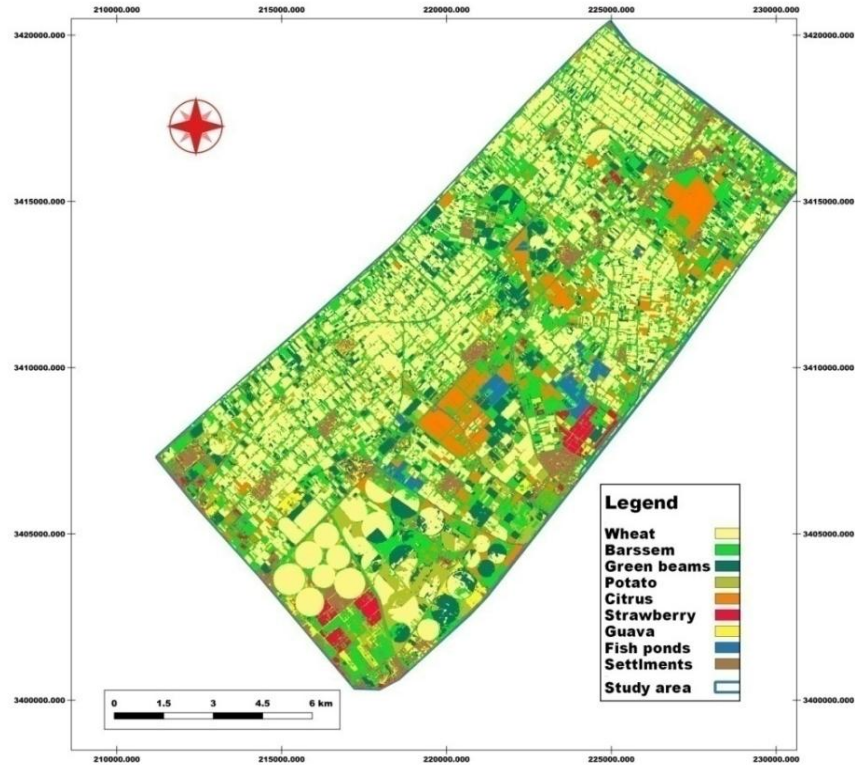 210000.000 215000.000 220000.000 225000.000 230000.000
3420000.000 3420000.000
3415000.000 3415000.000
3410000.000 3410000.000
Legend
Wheat
3405000.000 3405000.000
Barssem
Green beams
Potato
Citrus
Strawberry
Guava
Fish ponds
Settlments
Study area
0 1.5 3 4.5 6 km
3400000.000 3400000.000
210000.000 215000.000 220000.000 225000.000 230000.000